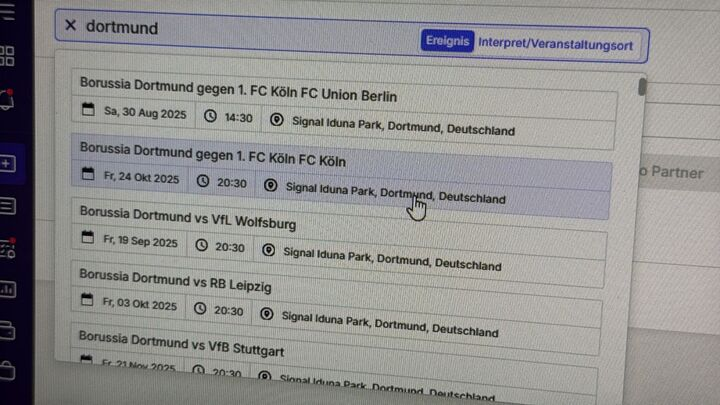 dortmund
Ereignis Interpret/Veranstaltungsort
Borussia Dortmund gegen 1. FC Köln FC Union Berlin
Sa, 30 Aug 2025 14:30 Signal Iduna Park, Dortmund, Deutschland
Borussia Dortmund gegen 1. FC Köln FC Köln
o Partner
Fr, 24 Okt 2025 20:30 Signal Iduna Park, Dortmund, Deutschland
Borussia Dortmund vs VfL Wolfsburg
Fr, 19 Sep 2025 20:30 Signal Iduna Park, Dortmund, Deutschland
Borussia Dortmund vs RB Leipzig
Fr, 03 Okt 2025 20:30 Signal Iduna Park, Dortmund, Deutschland
Borussia Dortmund vs VfB Stuttgart
Fr, 21 Nov 2025 20:30 Signal Iduna Park, Dortmund, Deutschland